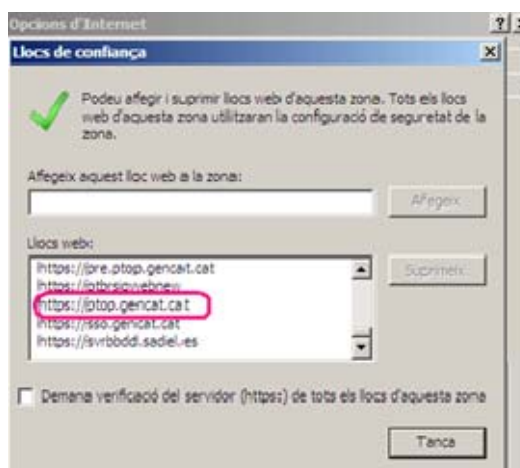 Opcions d'Internet
Llocs de confiança
Podeu afegir i suprimir llocs web d'aquesta zona. Tots els llocs
web d'aquesta zona utilitzaran la configuració de seguretat de la
zona.
Afegeix aquest lloc web a la zona:
Afegeix
Llocs web:
https://pre.ptop.gencat.cat
https://ptop.gencat.cat
https://sso.gencat.cat
https://svrbbdd.sadiel.es
Suprimeix
Demana verificació del servidor (https:) de tots els llocs d'aquesta zona
Tanca